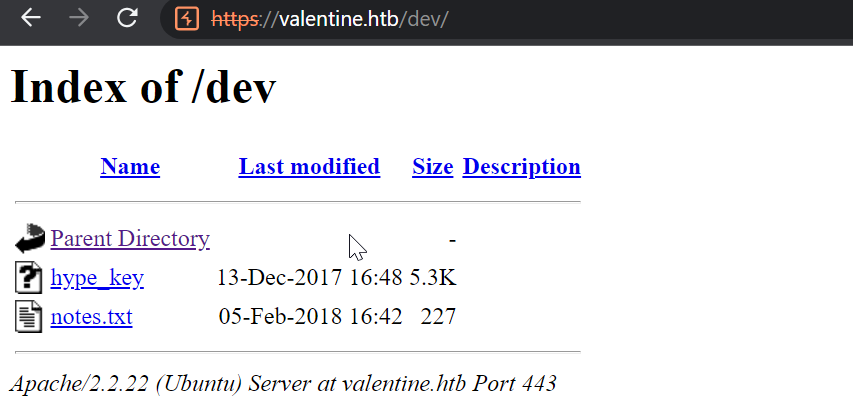 https://valentine.htb/dev/
Index of /dev
Name Last modified Size Description
Parent Directory -
hype_key 13-Dec-2017 16:48 5.3K
notes.txt 05-Feb-2018 16:42 227
Apache/2.2.22 (Ubuntu) Server at valentine.htb Port 443